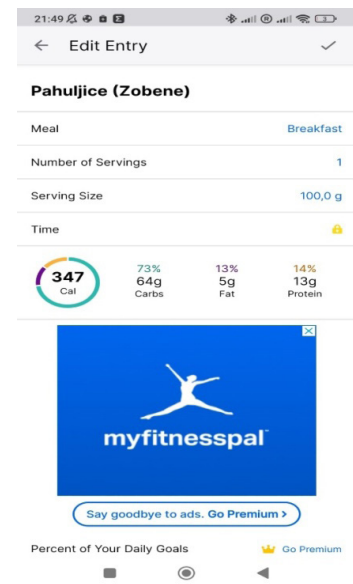 21:49
Edit Entry
Pahuljice (Zobene)
Meal Breakfast
Number of Servings 1
Serving Size 100,0 g
Time
347
Cal
73% 13% 14%
64g 5g 13g
Carbs Fat Protein
myfitnesspal
Say goodbye to ads. Go Premium >
Percent of Your Daily Goals Go Premium